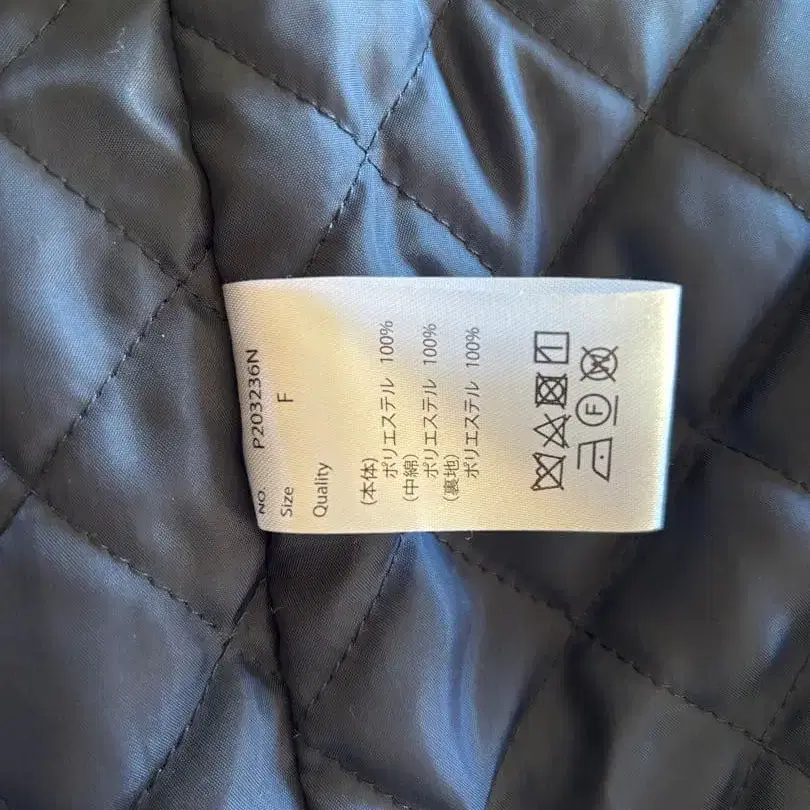 NO. P203236N
Size F
Quality
(本体)
ポリエステル 100%
(中綿)
ポリエステル 100%
(裏地)
ポリエステル 100%